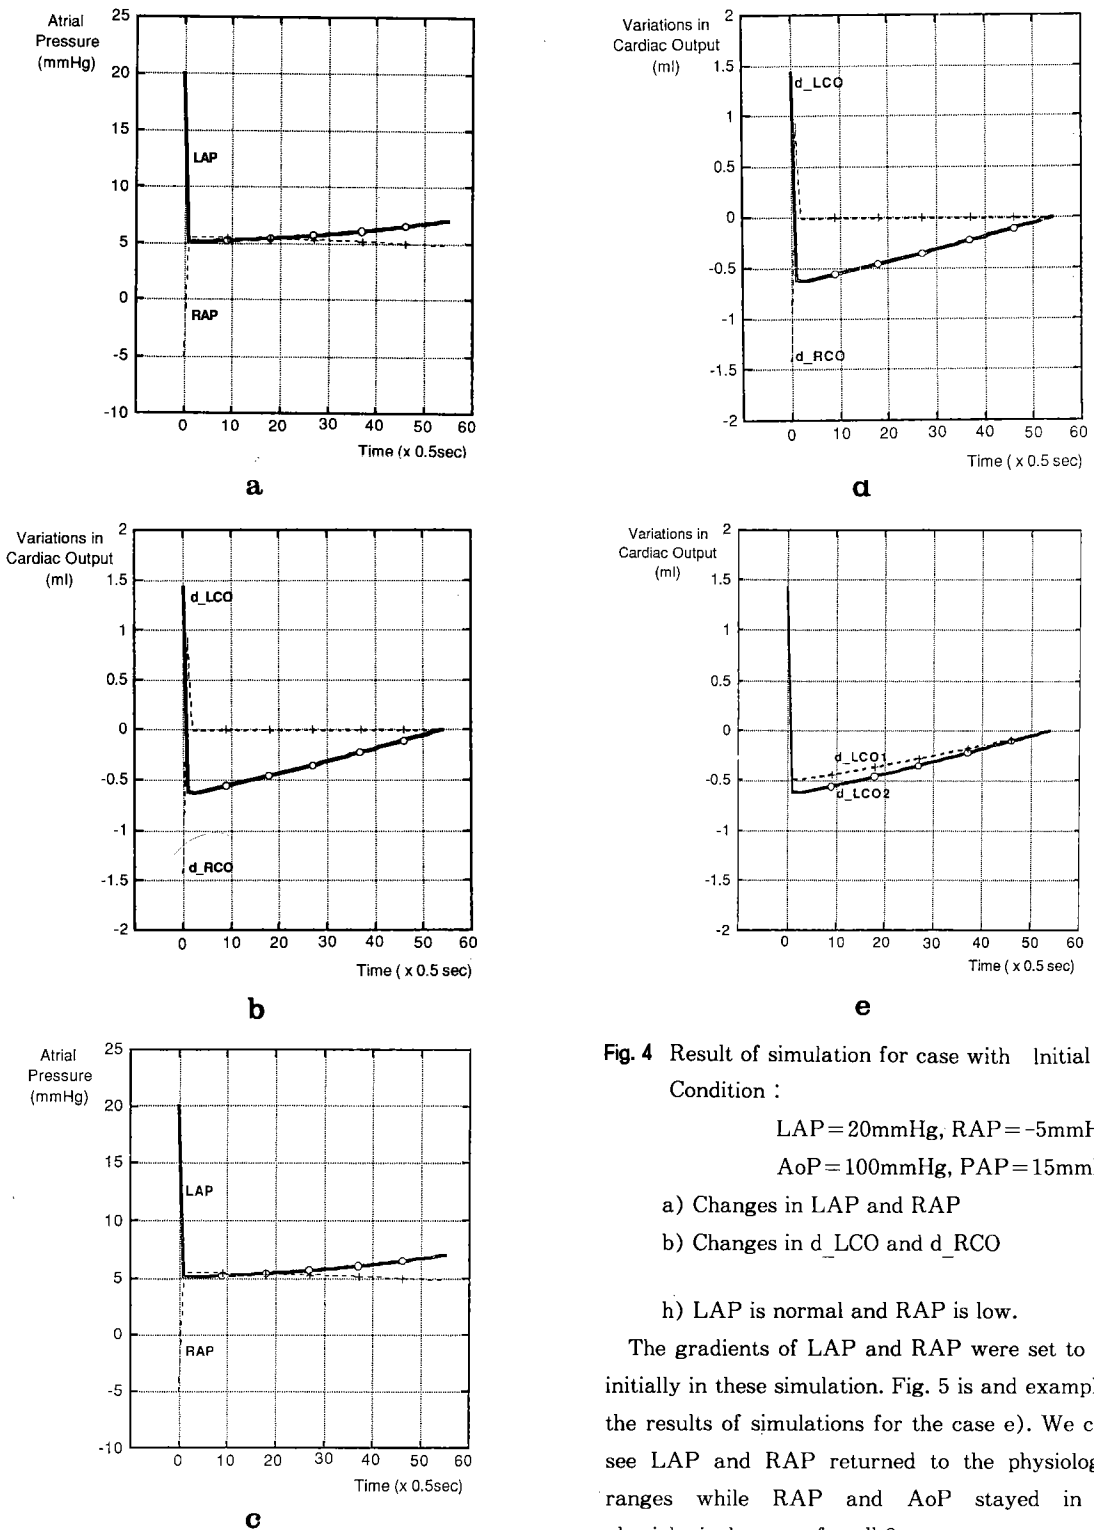 Atrial
Pressure
(mmHg)
25
20
15
10
5
0
-5
-10
LAP
RAP
0 10 20 30 40 50 60
Time (x 0.5sec)
a
Variations in
Cardiac Output
(ml)
2
1.5
1
0.5
0
-0.5
-1
-1.5
-2
d_LCO
d_RCO
0 10 20 30 40 50 60
Time ( x 0.5 sec)
b
Atrial
Pressure
(mmHg)
25
20
15
10
5
0
-5
-10
LAP
RAP
0 10 20 30 40 50 60
Time (x 0.5sec)
c
Variations in
Cardiac Output
(ml)
2
1.5
1
0.5
0
-0.5
-1
-1.5
-2
d_LCO
d_RCO
0 10 20 30 40 50 60
Time ( x 0.5 sec)
d
Variations in
Cardiac Output
(ml)
2
1.5
1
0.5
0
-0.5
-1
-1.5
-2
d_LCO1
d_LCO2
0 10 20 30 40 50 60
Time ( x 0.5 sec)
e
Fig. 4 Result of simulation for case with Initial
Condition :
LAP=20mmHg, RAP=-5mmH
AoP=100mmHg, PAP=15mm
a) Changes in LAP and RAP
b) Changes in d_LCO and d_RCO
h) LAP is normal and RAP is low.
The gradients of LAP and RAP were set to
initially in these simulation. Fig. 5 is and exampl
the results of simulations for the case e). We c
see LAP and RAP returned to the physiolog
ranges while RAP and AoP stayed in